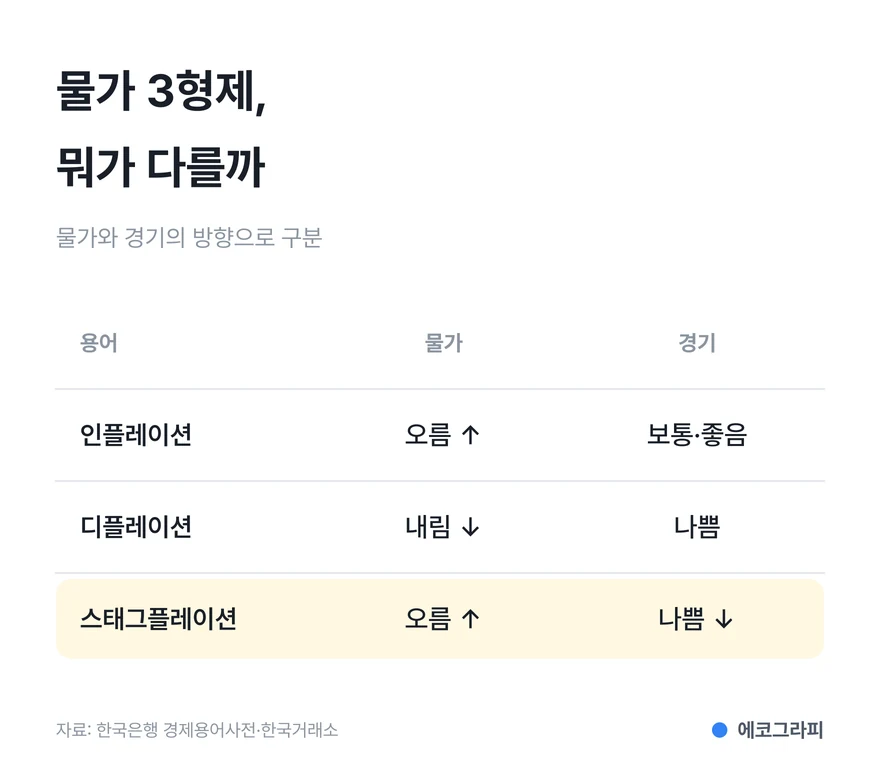 물가 3형제,
뭐가 다를까
물가와 경기의 방향으로 구분
용어 물가 경기
인플레이션 오름 ↑ 보통·좋음
디플레이션 내림 ↓ 나쁨
스태그플레이션 오름 ↑ 나쁨 ↓
자료: 한국은행 경제용어사전·한국거래소
에코그라피